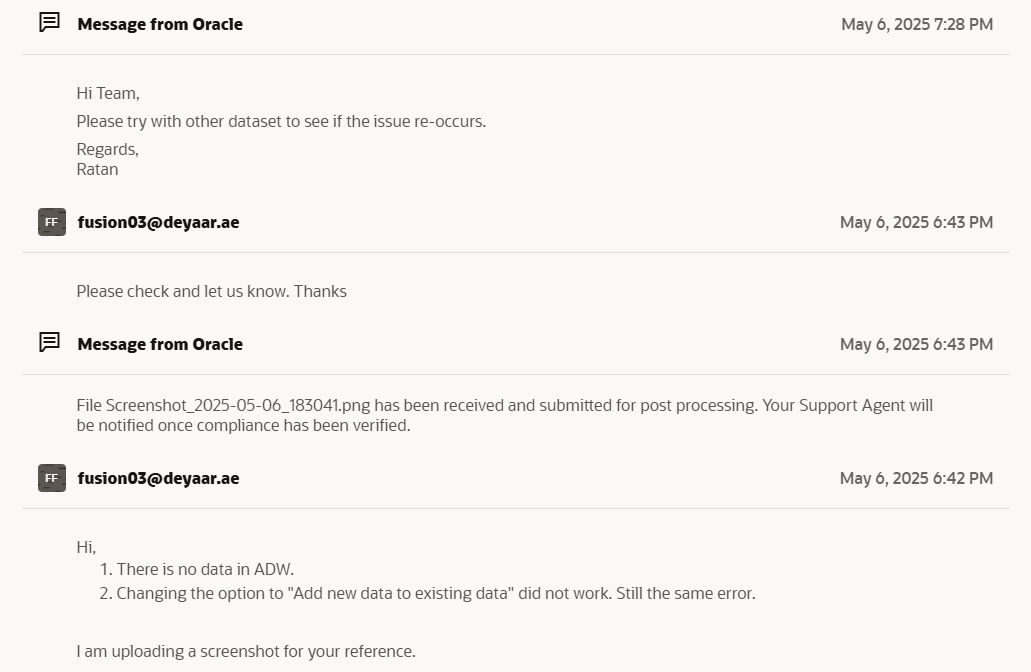 Message from Oracle
May 6, 2025 7:28 PM
Hi Team,
Please try with other dataset to see if the issue re-occurs.
Regards,
Ratan
FF
fusion03@deyaar.ae
May 6, 2025 6:43 PM
Please check and let us know. Thanks
Message from Oracle
May 6, 2025 6:43 PM
File Screenshot_2025-05-06_183041.png has been received and submitted for post processing. Your Support Agent will
be notified once compliance has been verified.
FF
fusion03@deyaar.ae
May 6, 2025 6:42 PM
Hi,
1. There is no data in ADW.
2. Changing the option to "Add new data to existing data" did not work. Still the same error.
I am uploading a screenshot for your reference.